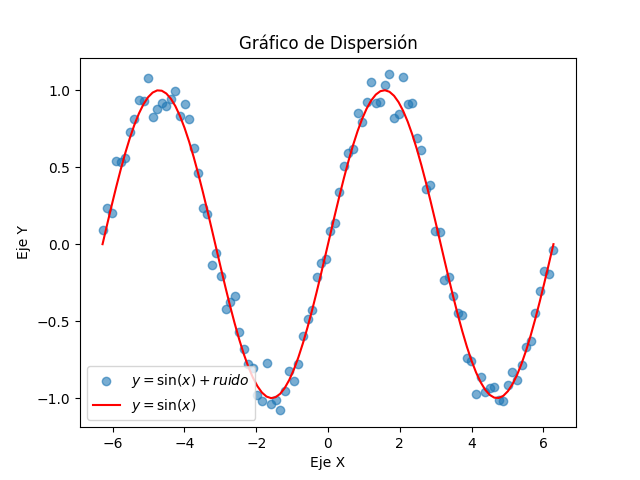 Gráfico de Dispersión
1.0
0.5
0.0
−0.5
−1.0
Eje Y
y = sin(x) + ruido
y = sin(x)
−6 −4 −2 0 2 4 6
Eje X